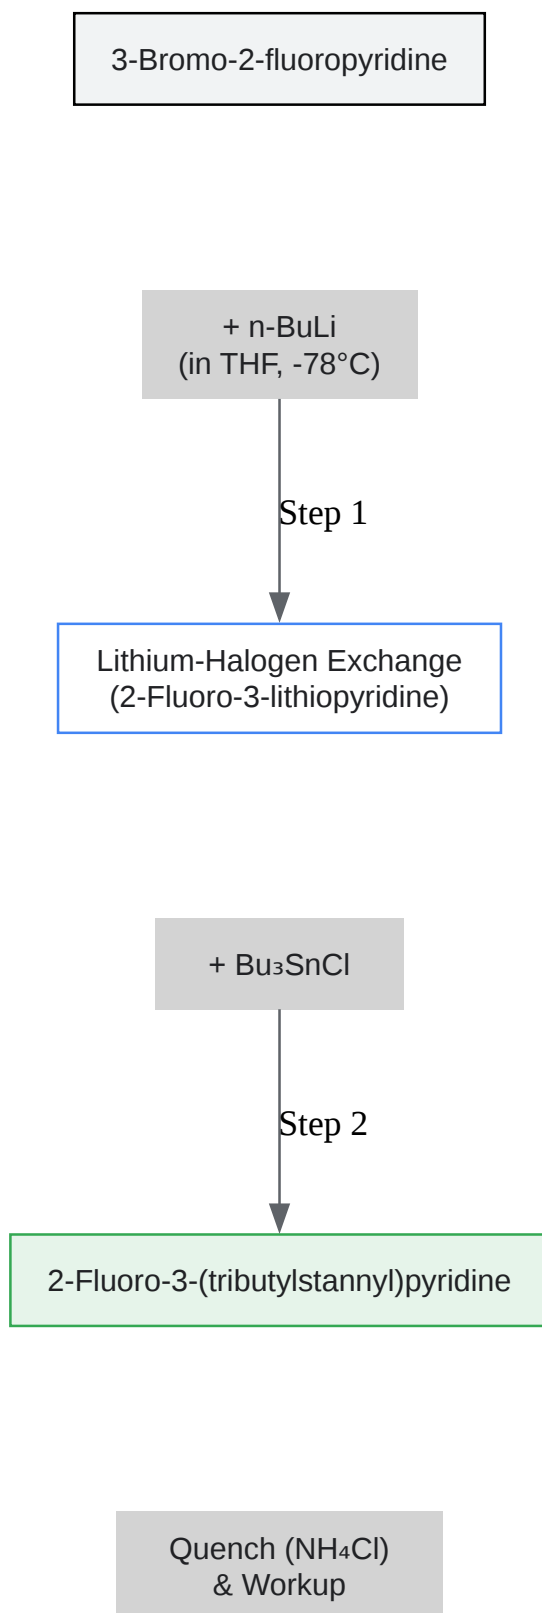 3-Bromo-2-fluoropyridine
+ n-BuLi
(in THF, -78°C)
Step 1
Lithium-Halogen Exchange
(2-Fluoro-3-lithiopyridine)
+ Bu₃SnCl
Step 2
2-Fluoro-3-(tributylstannyl)pyridine
Quench (NH₄Cl)
& Workup